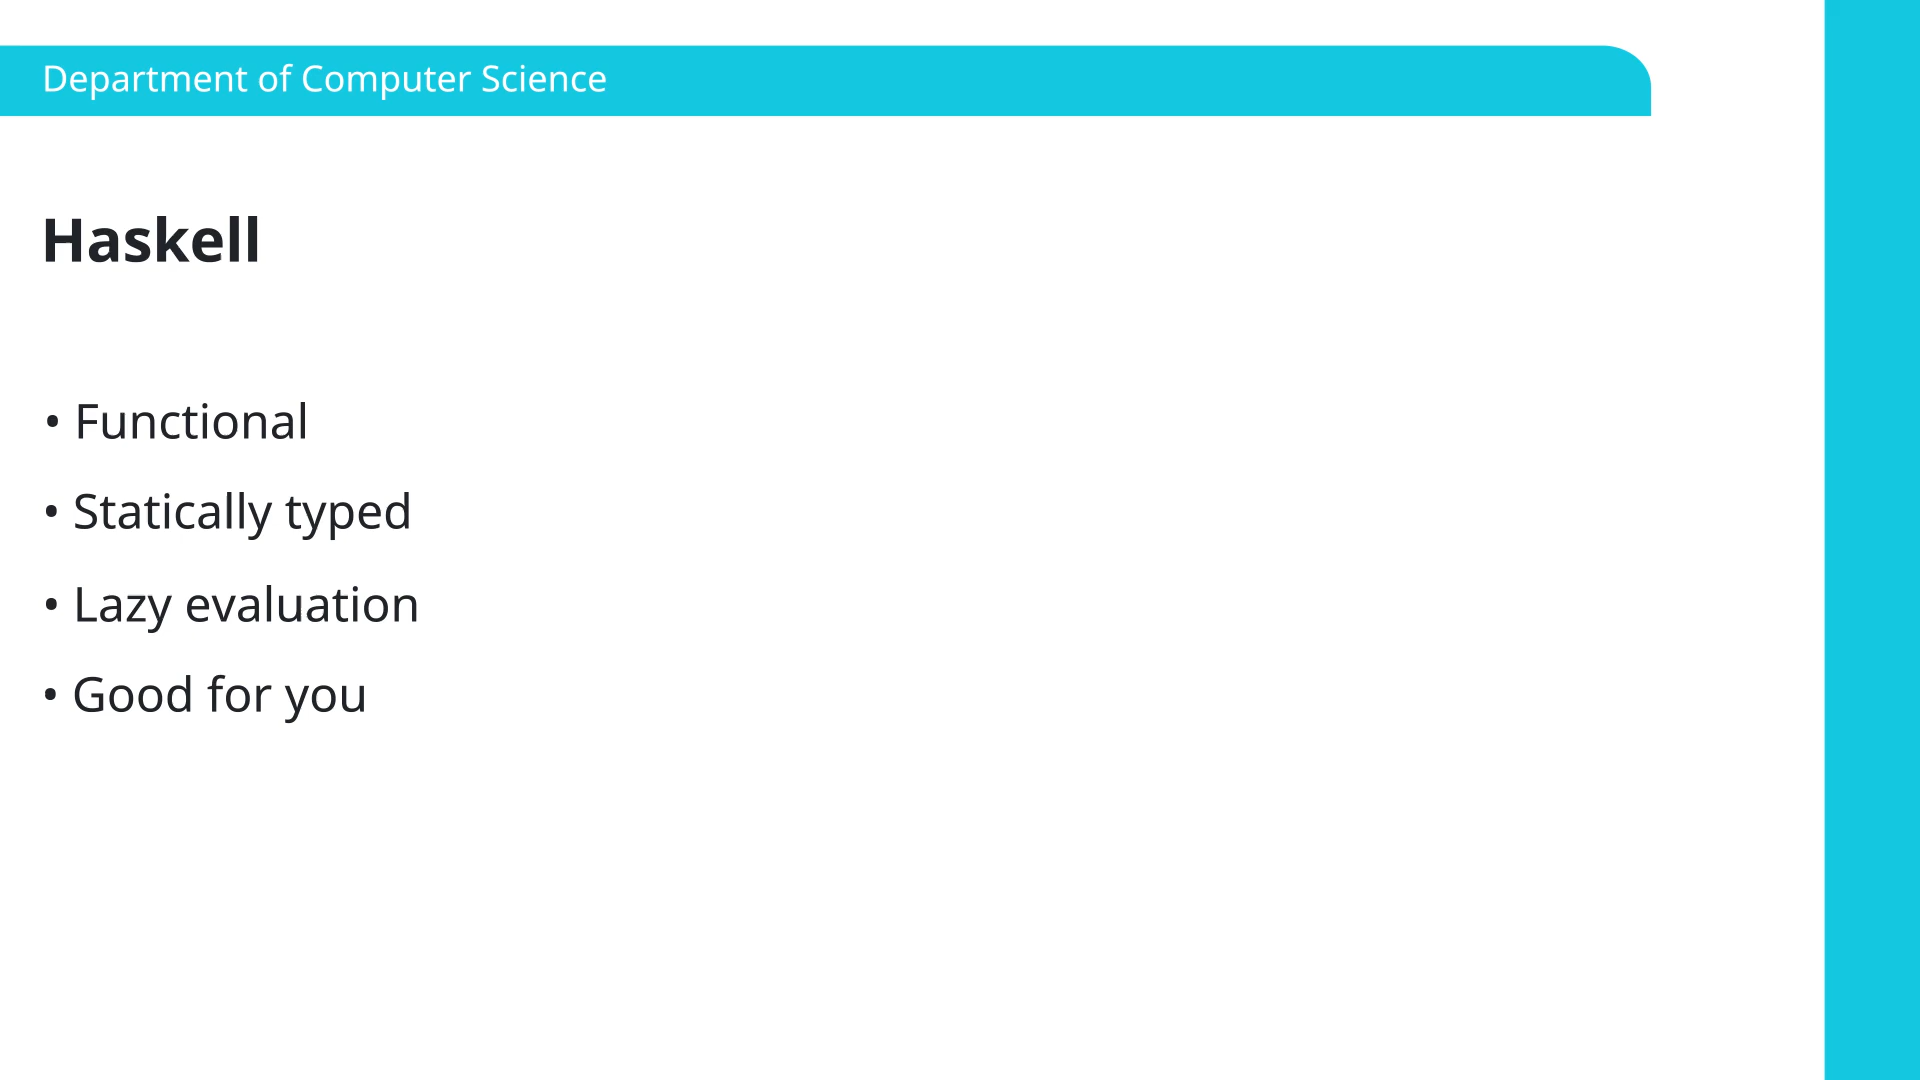 Department of Computer Science
Haskell
• Functional
• Statically typed
• Lazy evaluation
• Good for you